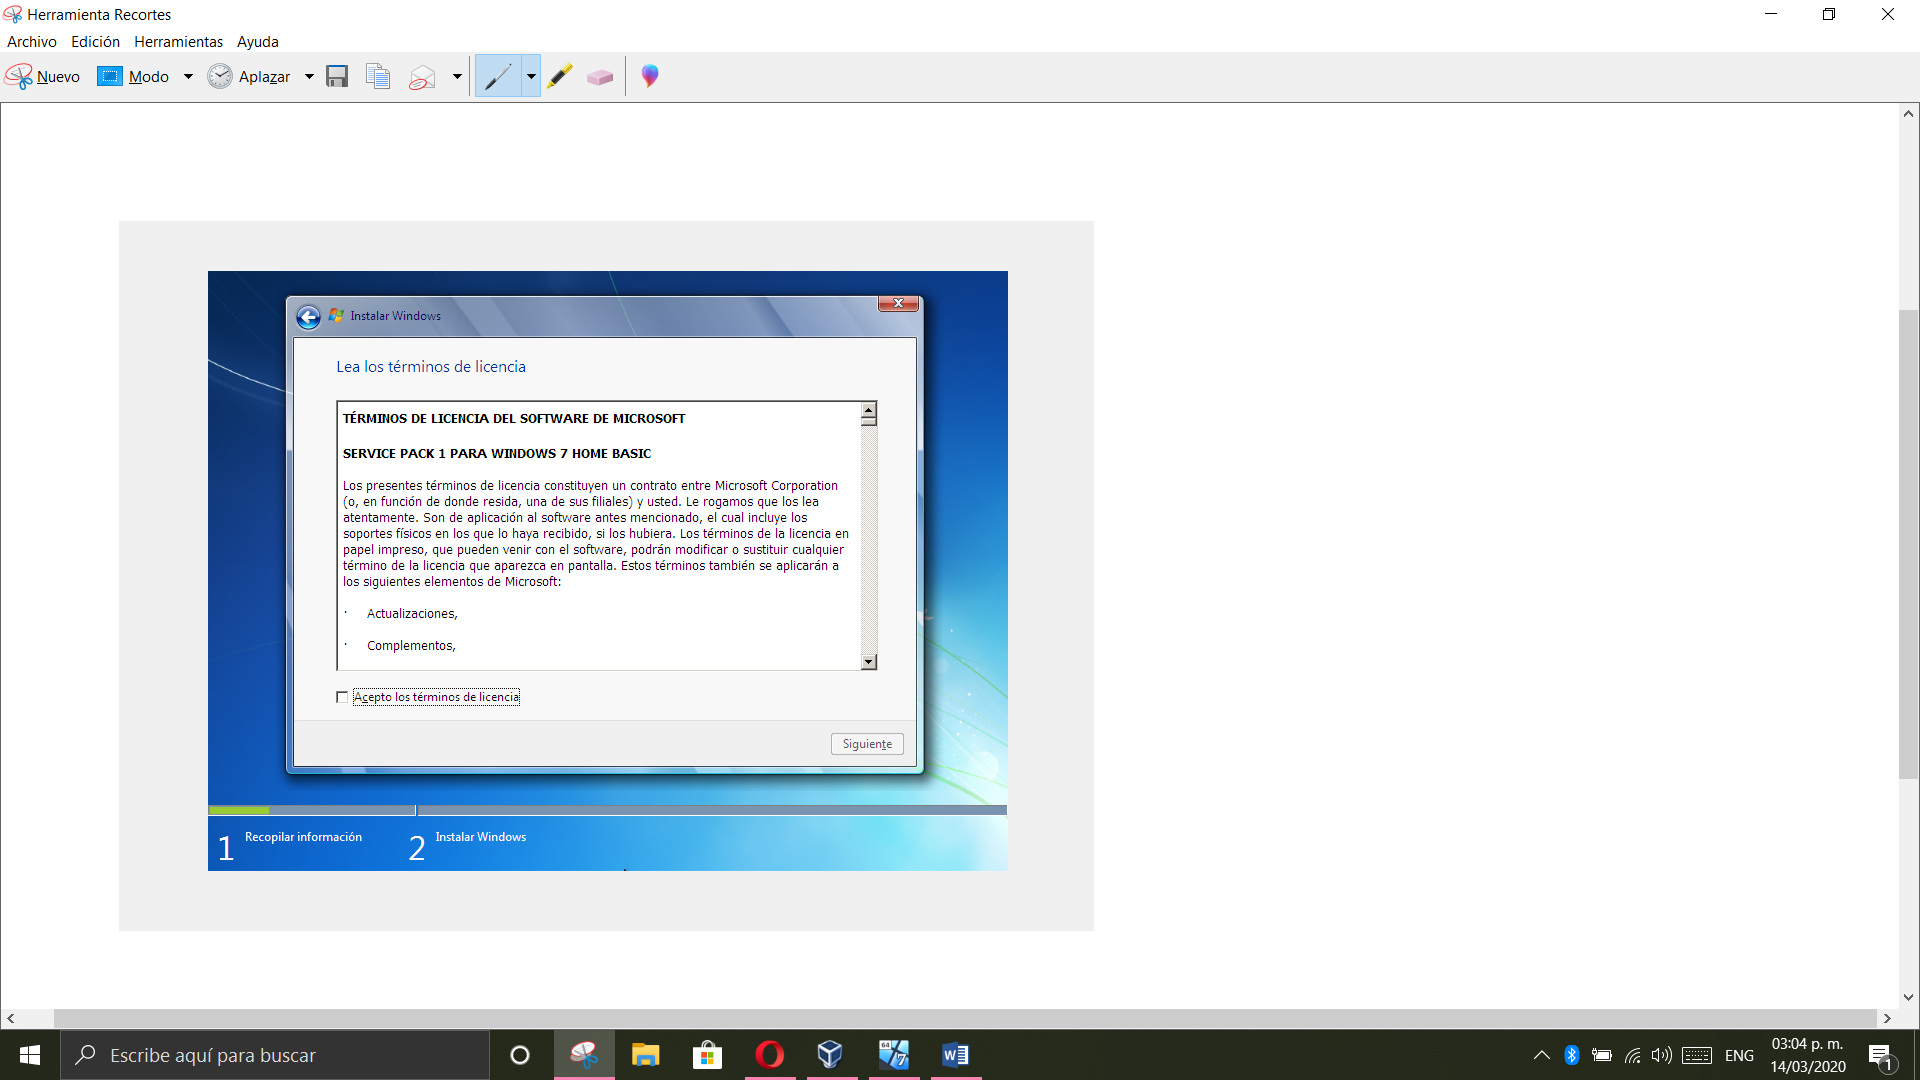 Herramienta Recortes
Archivo Edición Herramientas Ayuda
Nuevo Modo Aplazar
Instalar Windows
Lea los términos de licencia
TÉRMINOS DE LICENCIA DEL SOFTWARE DE MICROSOFT
SERVICE PACK 1 PARA WINDOWS 7 HOME BASIC
Los presentes términos de licencia constituyen un contrato entre Microsoft Corporation
(o, en función de donde resida, una de sus filiales) y usted. Le rogamos que los lea
atentamente. Son de aplicación al software antes mencionado, el cual incluye los
soportes físicos en los que lo haya recibido, si los hubiera. Los términos de la licencia en
papel impreso, que pueden venir con el software, podrán modificar o sustituir cualquier
término de la licencia que aparezca en pantalla. Estos términos también se aplicarán a
los siguientes elementos de Microsoft:
· Actualizaciones,
· Complementos,
Acepto los términos de licencia
Siguiente
1 Recopilar información 2 Instalar Windows
Escribe aquí para buscar
64 7
ENG
03:04 p. m.
14/03/2020
1